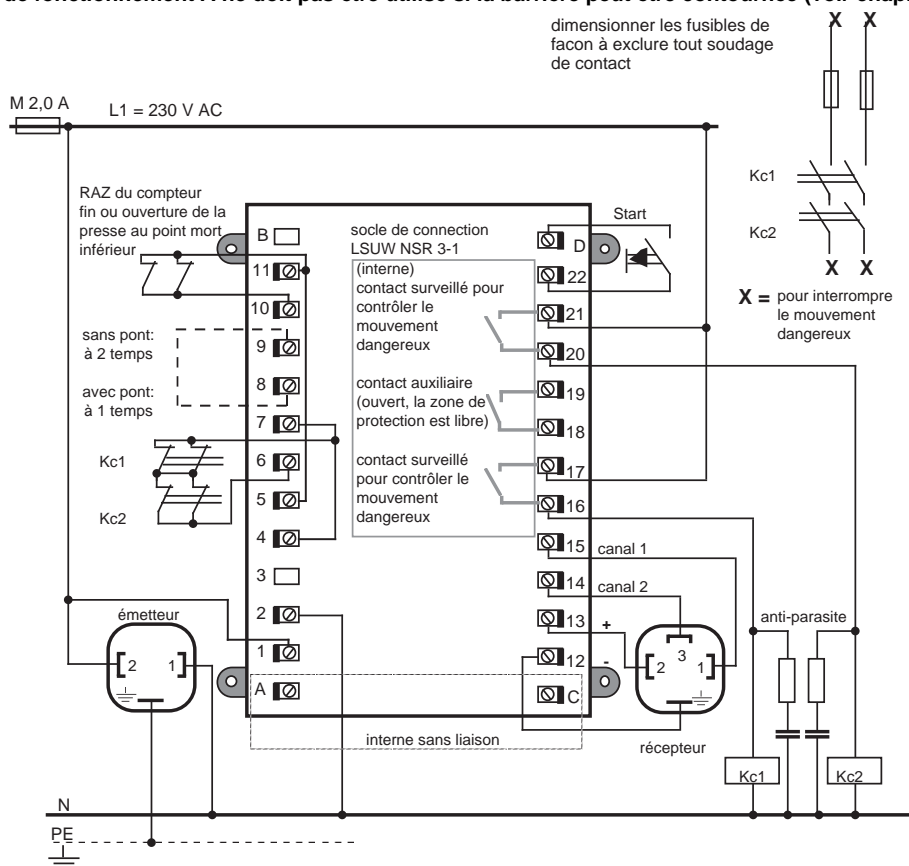 de fonctionnement A ne doit pas être utilisé si la barrière peut être contournée (voir chap
dimensionner les fusibles de
facon à exclure tout soudage
de contact
X X
M 2,0 A
L1 = 230 V AC
Kc1
Kc2
X X
X = pour interrompre
le mouvement
dangereux
RAZ du compteur
fin ou ouverture de la
presse au point mort
inférieur
sans pont:
à 2 temps
avec pont:
à 1 temps
Kc1
Kc2
B
11
10
9
8
7
6
5
4
3
2
1
A
socle de connection
LSUW NSR 3-1
(interne)
contact surveillé pour
contrôler le
mouvement
dangereux
contact auxiliaire
(ouvert, la zone de
protection est libre)
contact surveillé
pour contrôler le
mouvement
dangereux
Start
D
22
21
20
19
18
17
16
15 canal 1
14 canal 2
13 +
12 -
C
interne sans liaison
émetteur
2 1
2 3 1
récepteur
anti-parasite
Kc1
Kc2
N
PE